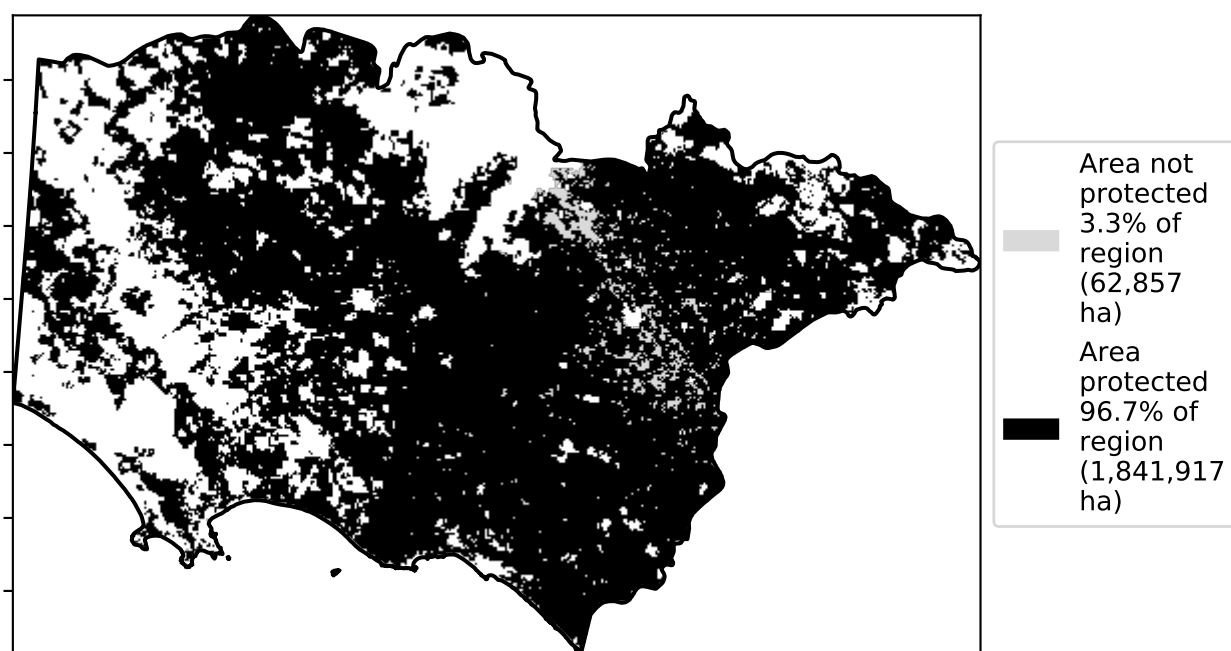 Area not
protected
3.3% of
region
(62,857
ha)
Area
protected
96.7% of
region
(1,841,917
ha)